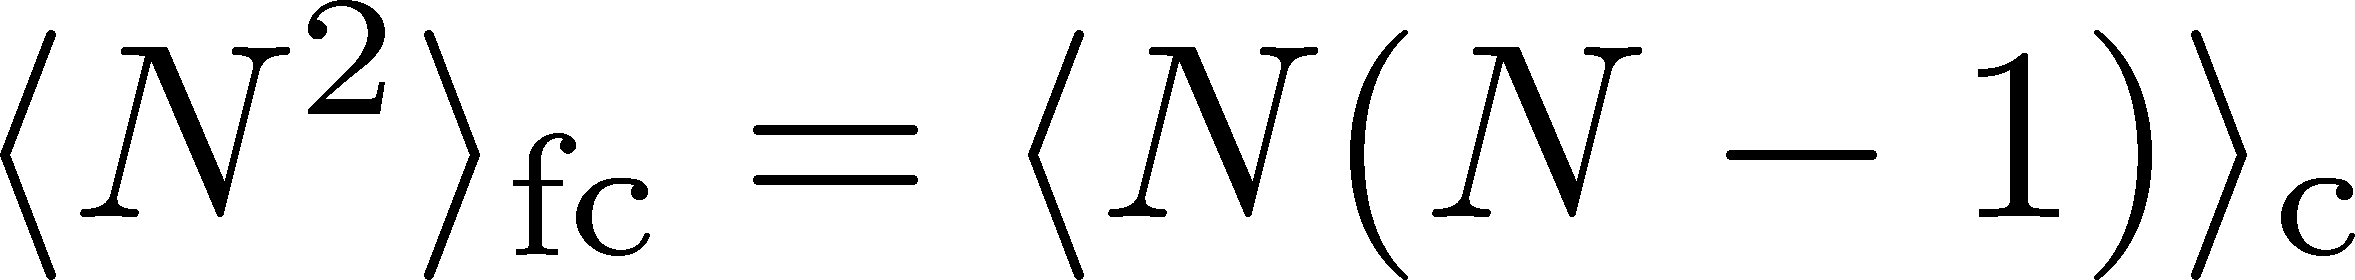 ⟨N²⟩_fc = ⟨N(N − 1)⟩_c